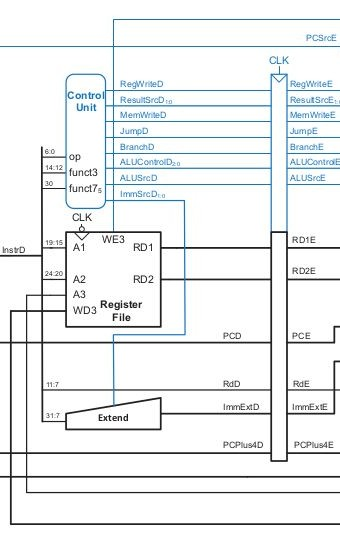 PCSrcE
CLK
Control
Unit
RegWriteD
RegWriteE
ResultSrcD1:0
ResultSrcE1:0
MemWriteD
MemWriteE
JumpD
JumpE
BranchD
BranchE
ALUControlD2:0
ALUControlE
ALUSrcD
ALUSrcE
ImmSrcD1:0
6:0
op
14:12
funct3
30
funct75
CLK
InstrD
19:15
A1
WE3
RD1
RD1E
24:20
A2
RD2
RD2E
A3
WD3
Register
File
PCD
PCE
11:7
RdD
RdE
31:7
Extend
ImmExtD
ImmExtE
PCPlus4D
PCPlus4E